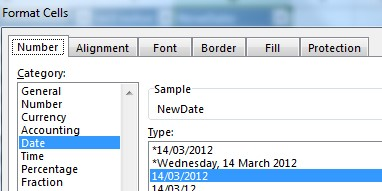 Format Cells
Number Alignment Font Border Fill Protection
Category:
General
Number
Currency
Accounting
Date
Time
Percentage
Fraction
Sample
NewDate
Type:
*14/03/2012
*Wednesday, 14 March 2012
14/03/2012
14/03/12